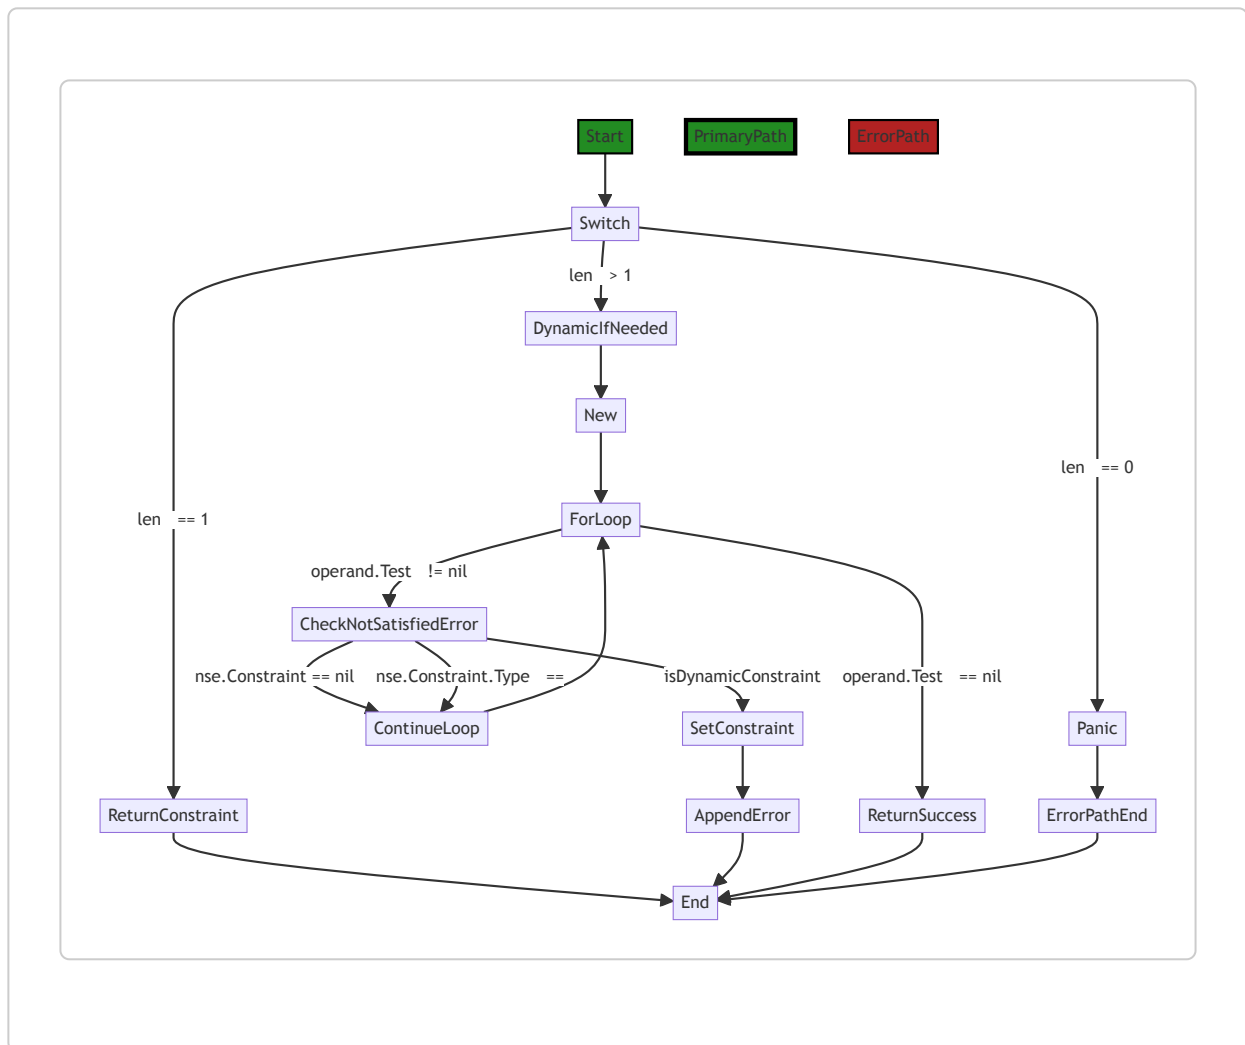 Start
PrimaryPath
ErrorPath
Switch
len > 1
DynamicIfNeeded
New
len == 0
len == 1
ForLoop
operand.Test != nil
CheckNotSatisfiedError
nse.Constraint == nil
nse.Constraint.Type ==
isDynamicConstraint
operand.Test == nil
ContinueLoop
SetConstraint
Panic
ReturnConstraint
AppendError
ReturnSuccess
ErrorPathEnd
End